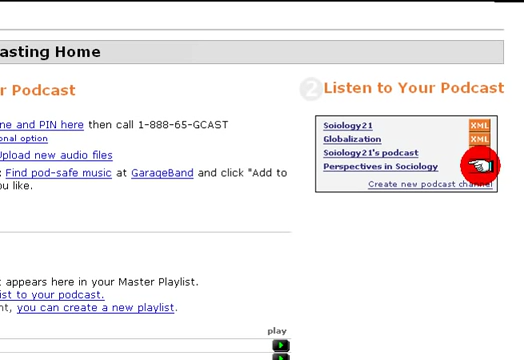 asting Home
r Podcast
2 Listen to Your Podcast
ne and PIN here then call 1-888-65-GCAST
onal option
Upload new audio files
: Find pod-safe music at GarageBand and click "Add to
ou like.
Soiology21 XML
Globalization XML
Soiology21's podcast
Perspectives in Sociology
Create new podcast channel
t appears here in your Master Playlist.
ist to your podcast.
nt, you can create a new playlist.
play